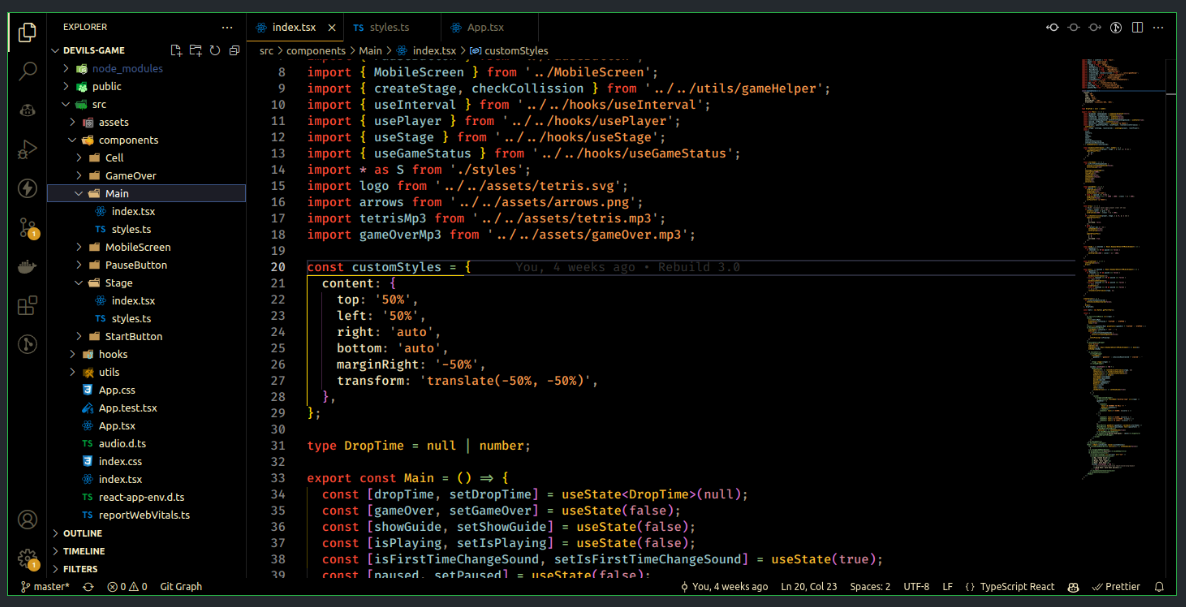 EXPLORER
DEVILS-GAME
node_modules
public
src
assets
components
Cell
GameOver
Main
index.tsx
styles.ts
MobileScreen
PauseButton
Stage
index.tsx
styles.ts
StartButton
hooks
utils
App.css
App.test.tsx
App.tsx
TS audio.d.ts
index.css
index.tsx
TS react-app-env.d.ts
TS reportWebVitals.ts
OUTLINE
TIMELINE
FILTERS
index.tsx
TS styles.ts
App.tsx
src > components > Main > index.tsx > customStyles
8 import { MobileScreen } from '../MobileScreen';
9 import { createStage, checkCollission } from '../../utils/gameHelper';
10 import { useInterval } from '../../hooks/useInterval';
11 import { usePlayer } from '../../hooks/usePlayer';
12 import { useStage } from '../../hooks/useStage';
13 import { useGameStatus } from '../../hooks/useGameStatus';
14 import * as S from './styles';
15 import logo from '../../assets/tetris.svg';
16 import arrows from '../../assets/arrows.png';
17 import tetrisMp3 from '../../assets/tetris.mp3';
18 import gameOverMp3 from '../../assets/gameOver.mp3';
19
20 const customStyles = { You, 4 weeks ago • Rebuild 3.0
21 content: {
22 top: '50%',
23 left: '50%',
24 right: 'auto',
25 bottom: 'auto',
26 marginRight: '-50%',
27 transform: 'translate(-50%, -50%)',
28 },
29 };
30
31 type DropTime = null | number;
32
33 export const Main = () => {
34 const [dropTime, setDropTime] = useState<DropTime>(null);
35 const [gameOver, setGameOver] = useState(false);
36 const [showGuide, setShowGuide] = useState(false);
37 const [isPlaying, setIsPlaying] = useState(false);
38 const [isFirstTimeChangeSound, setIsFirstTimeChangeSound] = useState(true);
39 const [paused, setPaused] = useState(false);
master* 0 0 Git Graph You, 4 weeks ago Ln 20, Col 23 Spaces: 2 UTF-8 LF {} TypeScript React Prettier